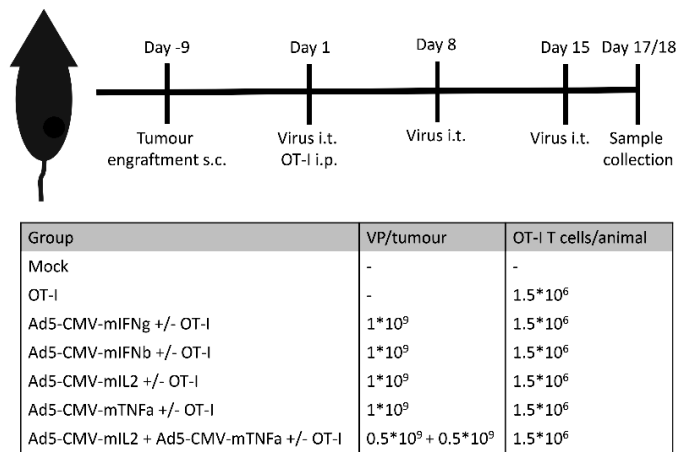 Day -9 Day 1 Day 8 Day 15 Day 17/18
Tumour Virus i.t. Virus i.t. Virus i.t. Sample
engraftment s.c. OT-I i.p. collection
Group VP/tumour OT-I T cells/animal
Mock - -
OT-I - 1.5*10⁶
Ad5-CMV-mIFNg +/- OT-I 1*10⁹ 1.5*10⁶
Ad5-CMV-mIFNb +/- OT-I 1*10⁹ 1.5*10⁶
Ad5-CMV-mIL2 +/- OT-I 1*10⁹ 1.5*10⁶
Ad5-CMV-mTNFa +/- OT-I 1*10⁹ 1.5*10⁶
Ad5-CMV-mIL2 + Ad5-CMV-mTNFa +/- OT-I 0.5*10⁹ + 0.5*10⁹ 1.5*10⁶